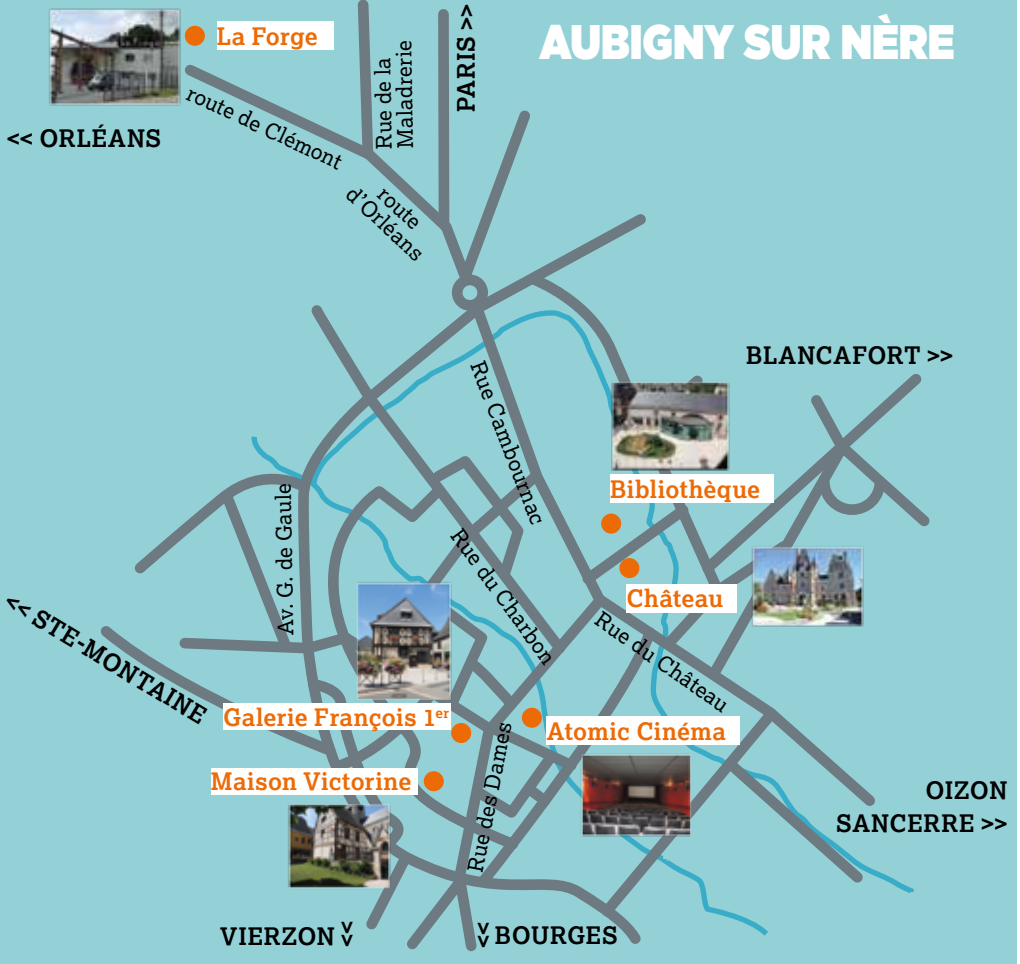 AUBIGNY SUR NÈRE
La Forge
<< ORLÉANS
route de Clémont
Rue de la
Maladrerie
PARIS >>
route
d'Orléans
BLANCAFORT >>
Rue Cambournac
Bibliothèque
Av. G. de Gaule
Rue du Charbon
Château
Rue du Château
<< STE-MONTAINE
Galerie François 1er
Atomic Cinéma
Maison Victorine
Rue des Dames
OIZON
SANCERRE >>
VIERZON >>
>> BOURGES